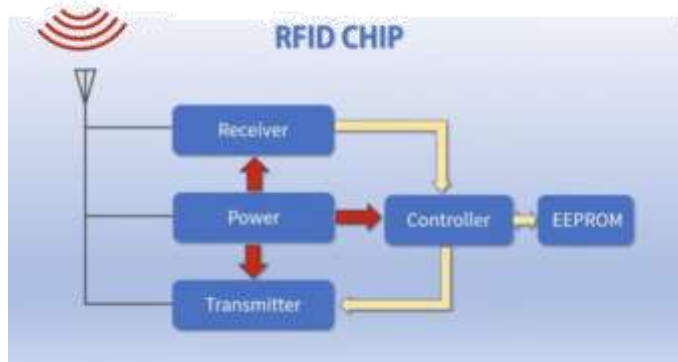 RFID CHIP
Receiver
Power
Controller
EEPROM
Transmitter